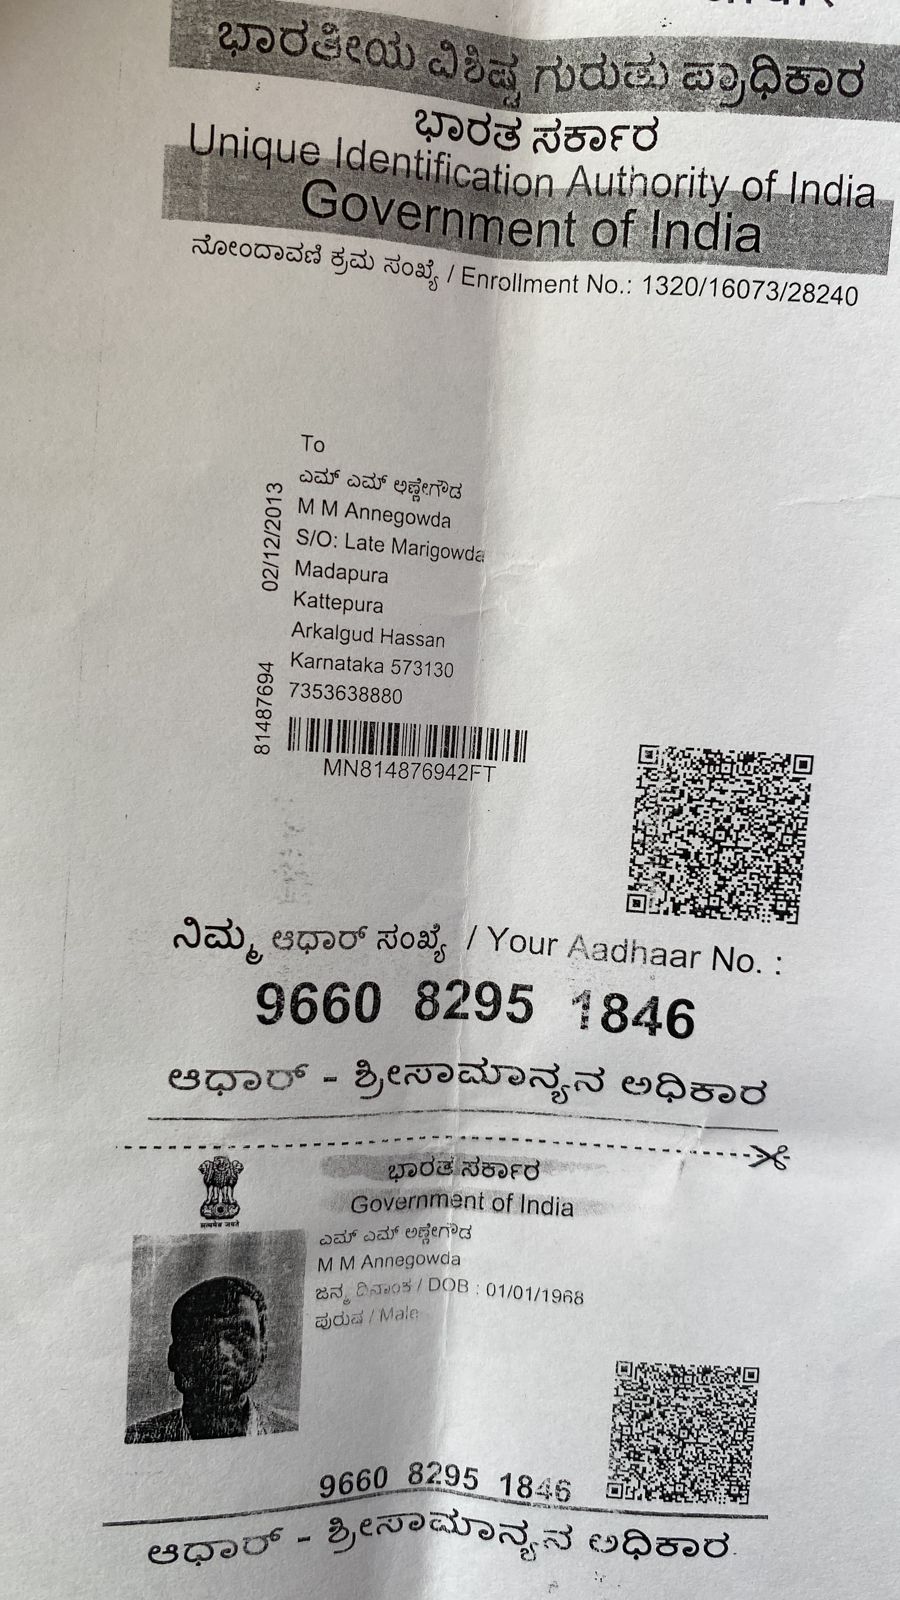 ಭಾರತೀಯ ವಿಶಿಷ್ಟ ಗುರುತು ಪ್ರಾಧಿಕಾರ
ಭಾರತ ಸರ್ಕಾರ
Unique Identification Authority of India
Government of India
ನೋಂದಾವಣಿ ಕ್ರಮ ಸಂಖ್ಯೆ / Enrollment No.: 1320/16073/28240
To
ಎಮ್ ಎಮ್ ಅಣ್ಣೇಗೌಡ
M M Annegowda
S/O: Late Marigowda
Madapura
Kattepura
Arkalgud Hassan
Karnataka 573130
7353638880
02/12/2013
81487694
MN814876942FT
ನಿಮ್ಮ ಆಧಾರ್ ಸಂಖ್ಯೆ / Your Aadhaar No. :
9660 8295 1846
ಆಧಾರ್ - ಶ್ರೀಸಾಮಾನ್ಯನ ಅಧಿಕಾರ
सत्यमेव जयते
ಭಾರತ ಸರ್ಕಾರ
Government of India
ಎಮ್ ಎಮ್ ಅಣ್ಣೇಗೌಡ
M M Annegowda
ಜನ್ಮ ದಿನಾಂಕ / DOB : 01/01/1968
ಪುರುಷ / Male
9660 8295 1846
ಆಧಾರ್ - ಶ್ರೀಸಾಮಾನ್ಯನ ಅಧಿಕಾರ